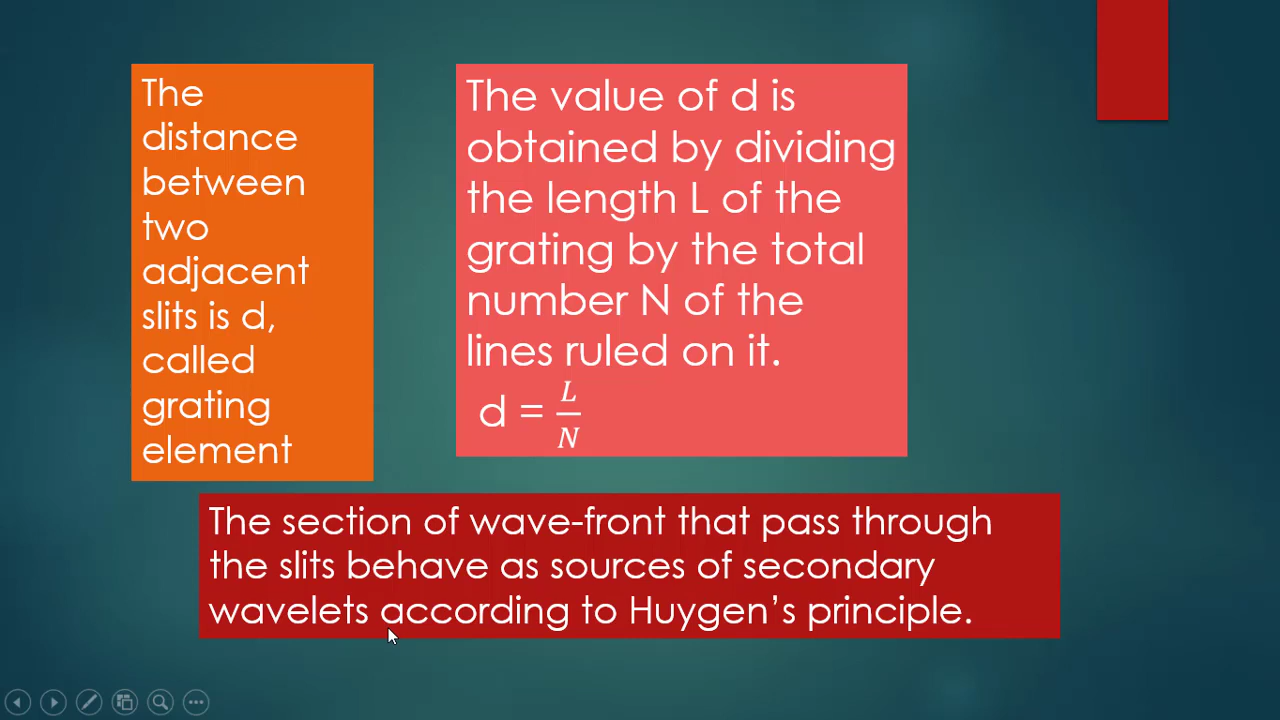 The
distance
between
two
adjacent
slits is d,
called
grating
element
The value of d is
obtained by dividing
the length L of the
grating by the total
number N of the
lines ruled on it.
d = L/N
The section of wave-front that pass through
the slits behave as sources of secondary
wavelets according to Huygen’s principle.